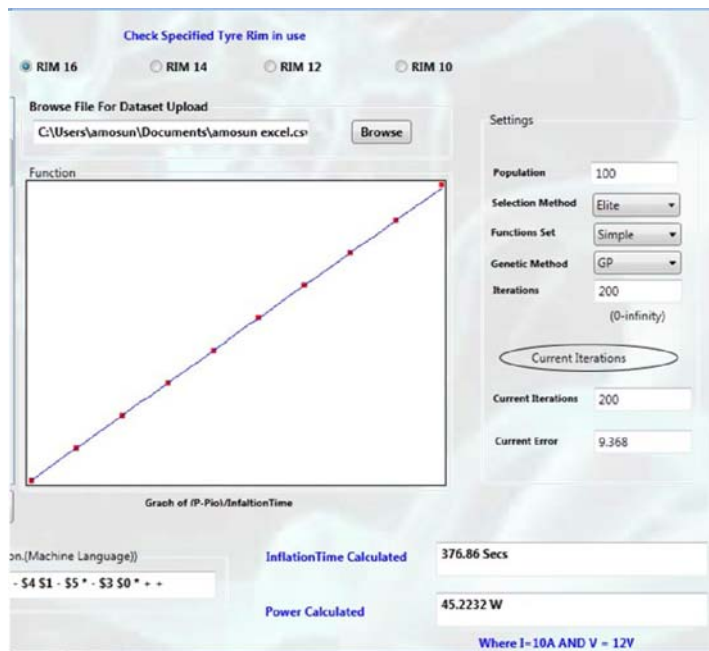 Check Specified Tyre Rim in use
RIM 16 RIM 14 RIM 12 RIM 10
Browse File For Dataset Upload
C:\Users\amosun\Documents\amosun excel.csv Browse
Function
Graph of (P-Pio)/InfaltionTime
Settings
Population 100
Selection Method Elite
Functions Set Simple
Genetic Method GP
Iterations 200
(0-infinity)
Current Iterations
Current Iterations 200
Current Error 9.368
on.(Machine Language))
- $4 $1 - $5 * - $3 $0 * + +
InflationTime Calculated 376.86 Secs
Power Calculated 45.2232 W
Where I=10A AND V = 12V